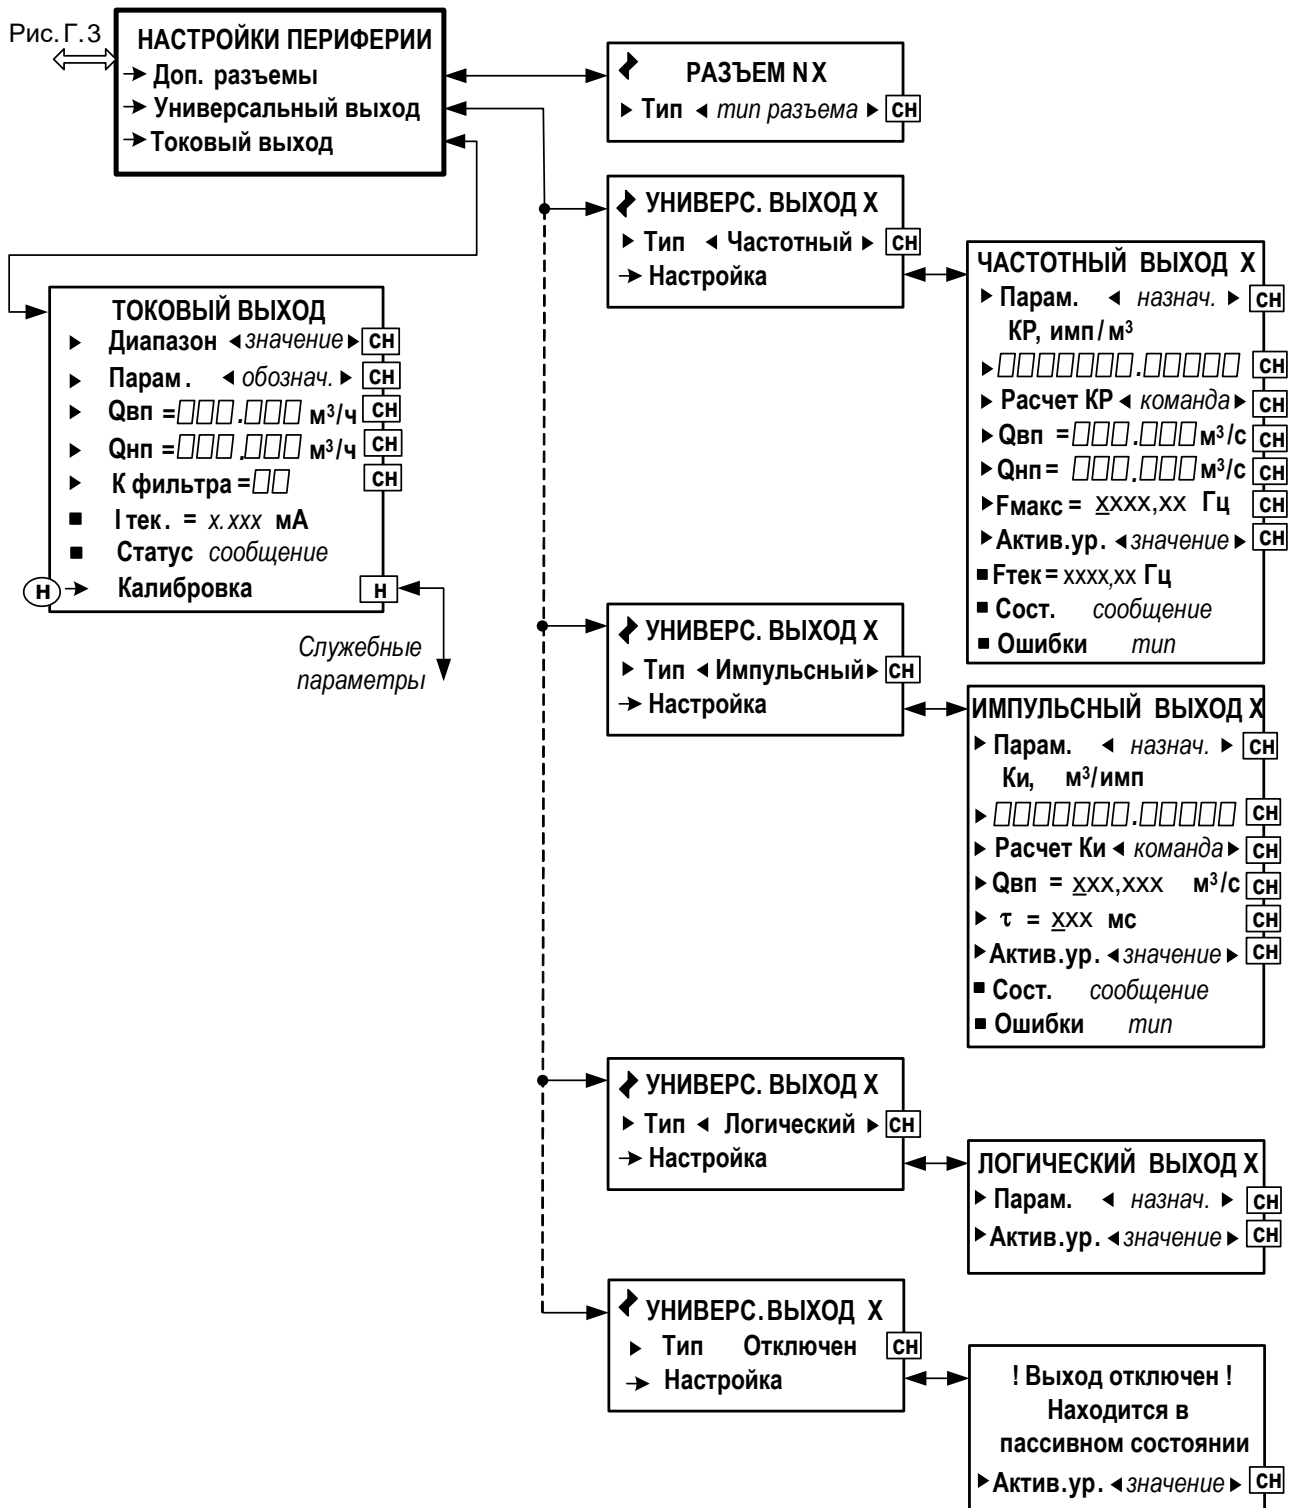 Рис.Г.3
НАСТРОЙКИ ПЕРИФЕРИИ
Доп. разъемы
Универсальный выход
Токовый выход
РАЗЪЕМ N X
Тип тип разъема СН
УНИВЕРС. ВЫХОД X
Тип Частотный СН
Настройка
ЧАСТОТНЫЙ ВЫХОД X
Парам. назнач. СН
КР, имп/м³
. СН
Расчет КР команда СН
Qвп = . м³/с СН
Qнп = . м³/с СН
Fмакс = xxxx,xx Гц СН
Актив.ур. значение СН
Fтек = xxxx,xx Гц
Сост. сообщение
Ошибки тип
ТОКОВЫЙ ВЫХОД
Диапазон значение СН
Парам. обознач. СН
Qвп = . м³/ч СН
Qнп = . м³/ч СН
К фильтра = СН
I тек. = x.xxx мА
Статус сообщение
Н Калибровка Н
Служебные
параметры
УНИВЕРС. ВЫХОД X
Тип Импульсный СН
Настройка
ИМПУЛЬСНЫЙ ВЫХОД X
Парам. назнач. СН
Ки, м³/имп
. СН
Расчет Ки команда СН
Qвп = xxx,xxx м³/с СН
τ = xxx мс СН
Актив.ур. значение СН
Сост. сообщение
Ошибки тип
УНИВЕРС. ВЫХОД X
Тип Логический СН
Настройка
ЛОГИЧЕСКИЙ ВЫХОД X
Парам. назнач. СН
Актив.ур. значение СН
УНИВЕРС. ВЫХОД X
Тип Отключен СН
Настройка
! Выход отключен !
Находится в
пассивном состоянии
Актив.ур. значение СН